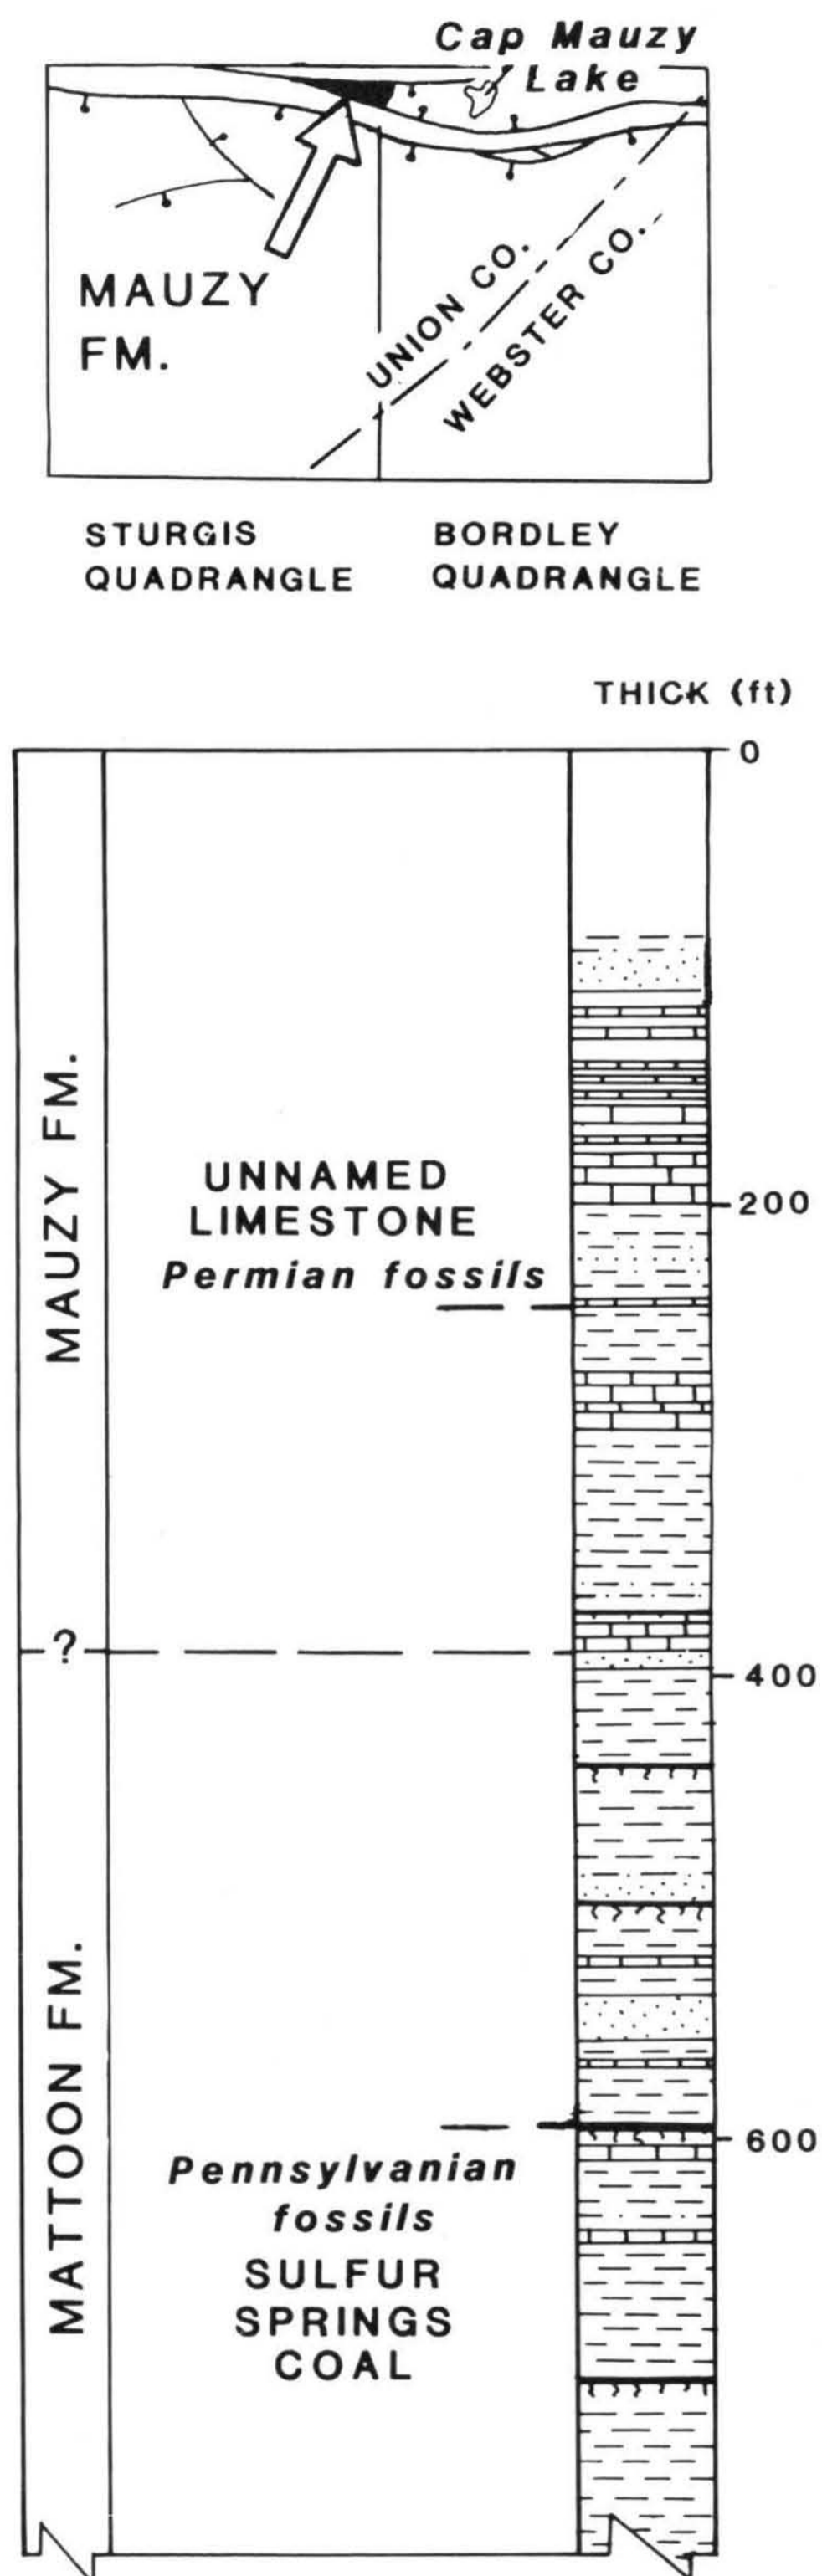 Cap Mauzy
Lake
MAUZY
FM.
UNION CO.
WEBSTER CO.
STURGIS
QUADRANGLE
BORDLEY
QUADRANGLE
THICK (ft)
0
MAUZY FM.
UNNAMED
LIMESTONE
Permian fossils
200
?
400
MATTOON FM.
600
Pennsylvanian
fossils
SULFUR
SPRINGS
COAL